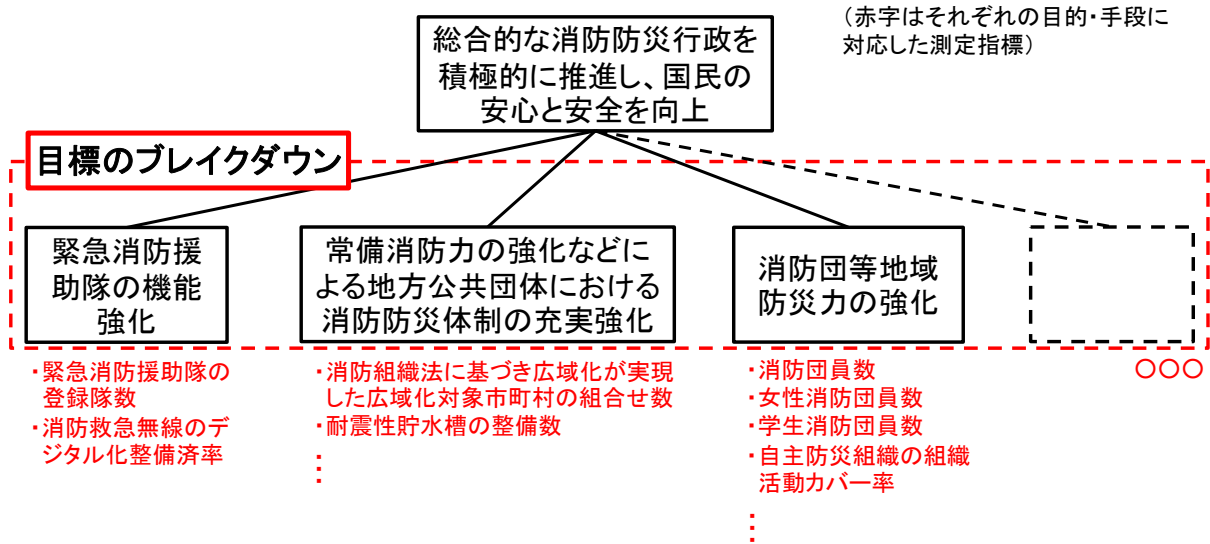 (赤字はそれぞれの目的・手段に
対応した測定指標)
総合的な消防防災行政を
積極的に推進し、国民の
安心と安全を向上
目標のブレイクダウン
緊急消防援
助隊の機能
強化
常備消防力の強化などに
よる地方公共団体における
消防防災体制の充実強化
消防団等地域
防災力の強化
・緊急消防援助隊の
登録隊数
・消防救急無線のデ
ジタル化整備済率
・消防組織法に基づき広域化が実現
した広域化対象市町村の組合せ数
・耐震性貯水槽の整備数
⋮
・消防団員数
・女性消防団員数
・学生消防団員数
・自主防災組織の組織
活動カバー率
⋮
○○○